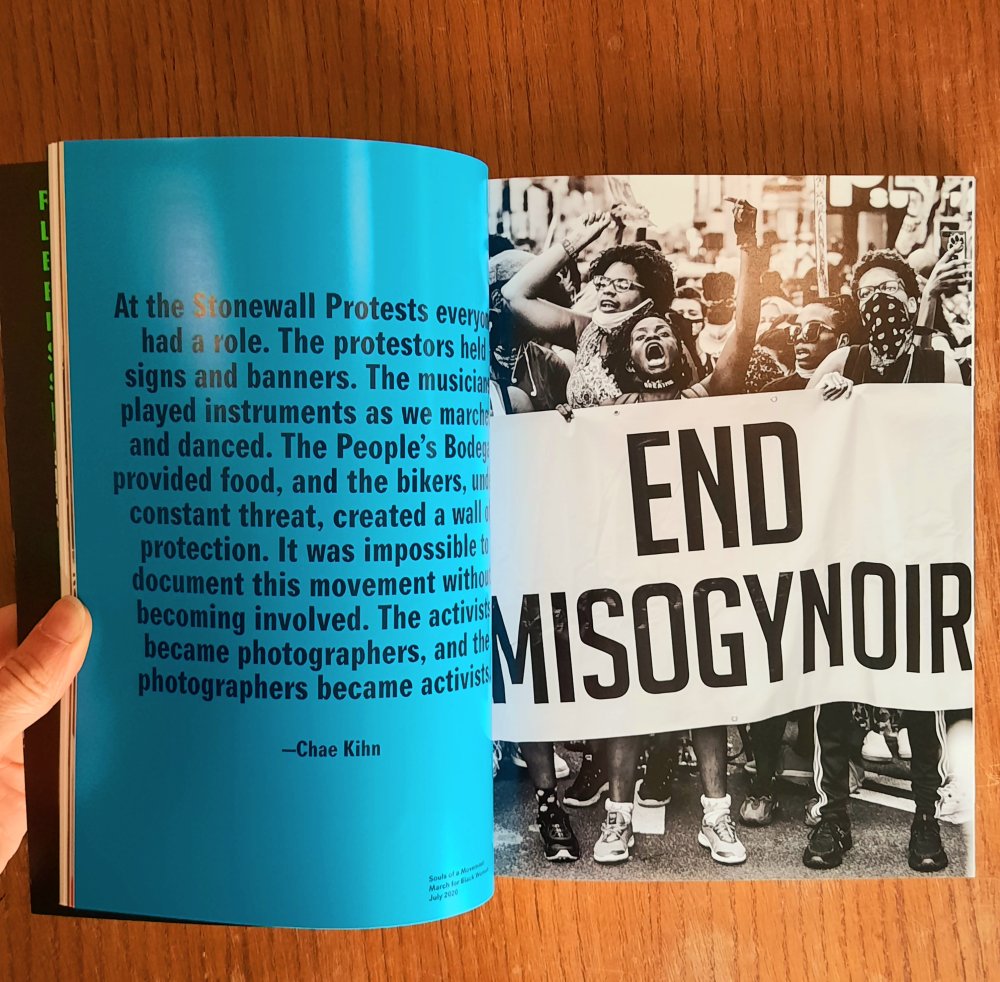 At the Stonewall Protests everyo
had a role. The protestors held
signs and banners. The musician
played instruments as we marche
and danced. The People's Bodega
provided food, and the bikers, und
constant threat, created a wall o
protection. It was impossible to
document this movement withou
becoming involved. The activists
became photographers, and the
photographers became activists.
—Chae Kihn
Souls of a Movement
March for Black
July 2020
END
MISOGYNOIR